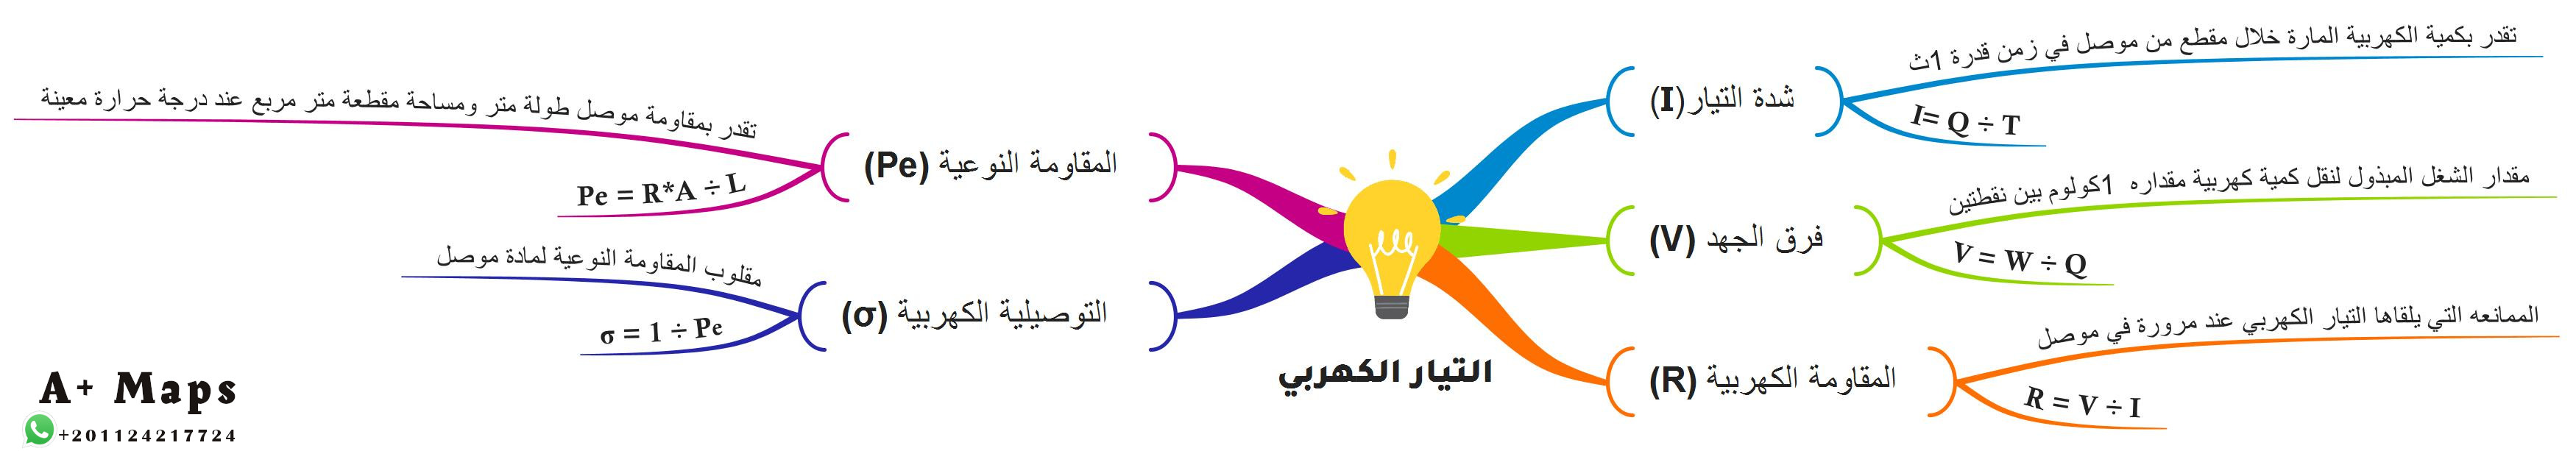 التيار الكهربي
شدة التيار(I)
تقدر بكمية الكهربية المارة خلال مقطع من موصل في زمن قدرة 1ث
I= Q ÷ T
فرق الجهد (V)
مقدار الشغل المبذول لنقل كمية كهربية مقداره 1كولوم بين نقطتين
V = W ÷ Q
المقاومة الكهربية (R)
الممانعه التي يلقاها التيار الكهربي عند مرورة في موصل
R = V ÷ I
المقاومة النوعية (Pe)
تقدر بمقاومة موصل طولة متر ومساحة مقطعة متر مربع عند درجة حرارة معينة
Pe = R*A ÷ L
التوصيلية الكهربية (σ)
مقلوب المقاومة النوعية لمادة موصل
σ = 1 ÷ Pe
A+ Maps
+201124217724